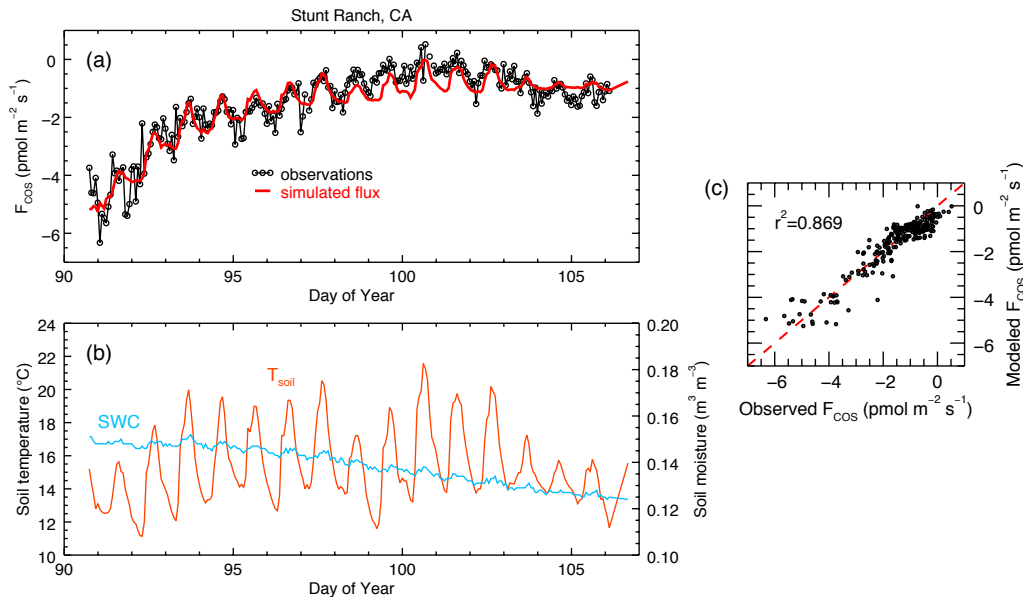 Stunt Ranch, CA
(a)
0
−2
−4
−6
F_COS (pmol m⁻² s⁻¹)
observations
simulated flux
90 95 100 105
Day of Year
(b)
24
22
20
18
16
14
12
10
Soil temperature (°C)
T_soil
SWC
0.20
0.18
0.16
0.14
0.12
0.10
Soil moisture (m³ m⁻³)
90 95 100 105
Day of Year
(c)
r²=0.869
0
−2
−4
−6
Modeled F_COS (pmol m⁻² s⁻¹)
−6 −4 −2 0
Observed F_COS (pmol m⁻² s⁻¹)